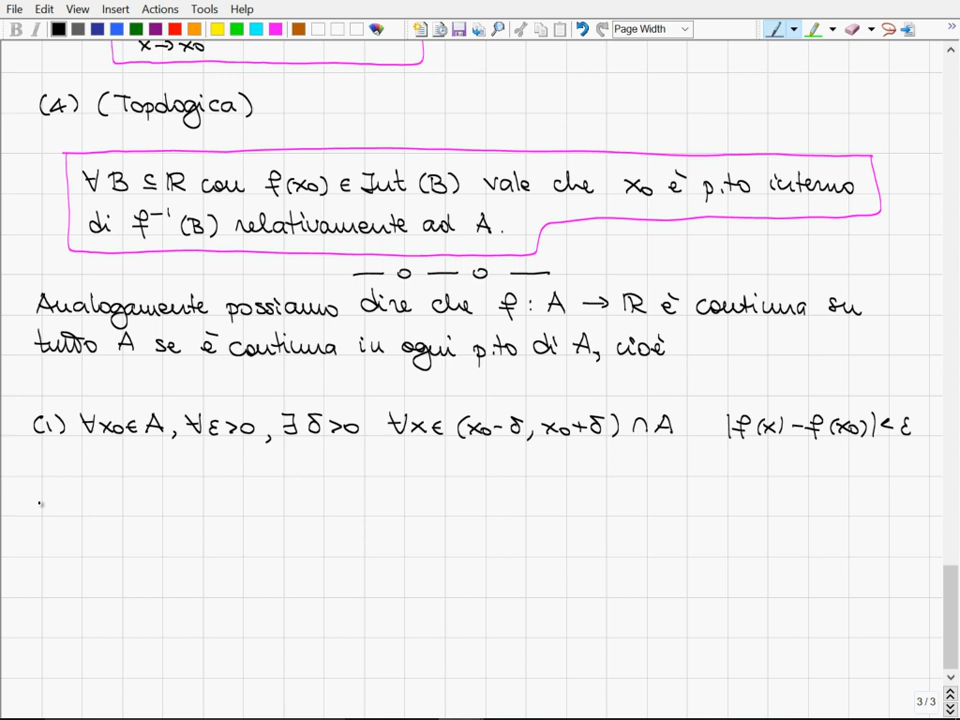 File Edit View Insert Actions Tools Help
B I Page Width
x → x0
(4) (Topologica)
∀ B ⊆ ℝ con f(x0) ∈ Int (B) vale che x0 è p.to interno
di f⁻¹(B) relativamente ad A.
— o — o —
Analogamente possiamo dire che f : A → ℝ è continua su
tutto A se è continua in ogni p.to di A, cioè
(1) ∀x0 ∈ A, ∀ε>0, ∃ δ>0 ∀x ∈ (x0-δ, x0+δ) ∩ A |f(x) - f(x0)| < ε
3 / 3